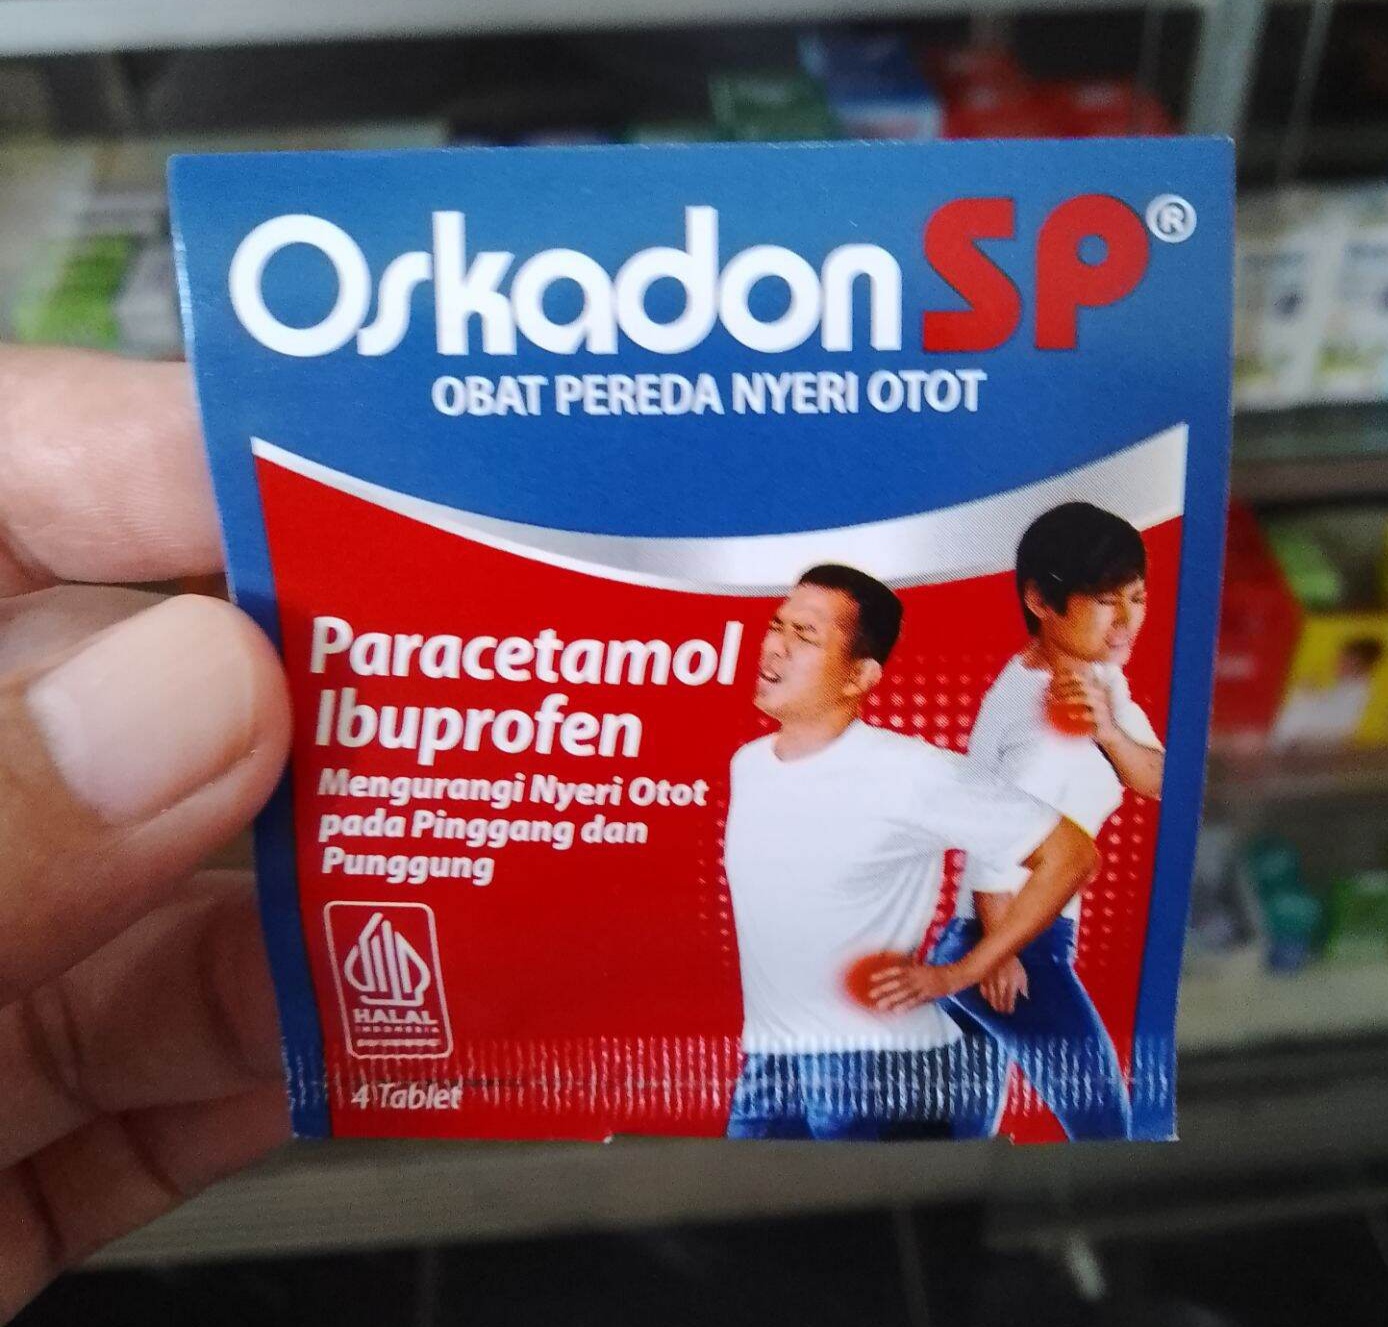 Oskadon SP®
OBAT PEREDA NYERI OTOT
Paracetamol
Ibuprofen
Mengurangi Nyeri Otot
pada Pinggang dan
Punggung
HALAL
INDONESIA
4 Tablet